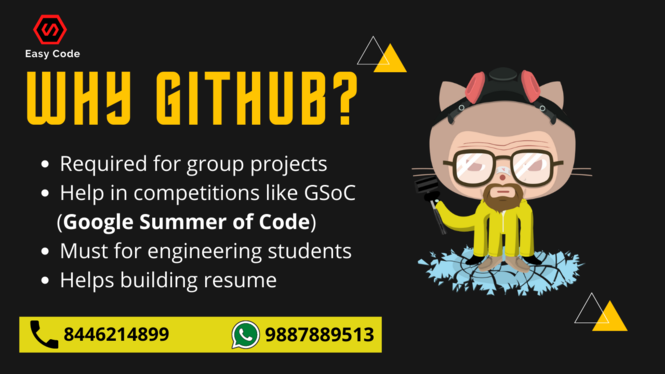 Easy Code
WHY GITHUB?
• Required for group projects
• Help in competitions like GSoC
(Google Summer of Code)
• Must for engineering students
• Helps building resume
8446214899 9887889513